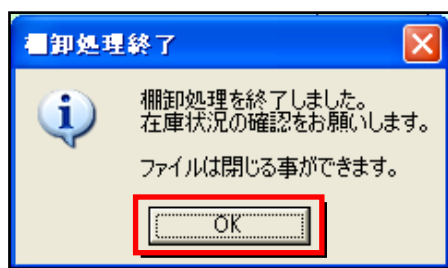 棚卸処理終了
棚卸処理を終了しました。
在庫状況の確認をお願いします。
ファイルは閉じる事ができます。
OK